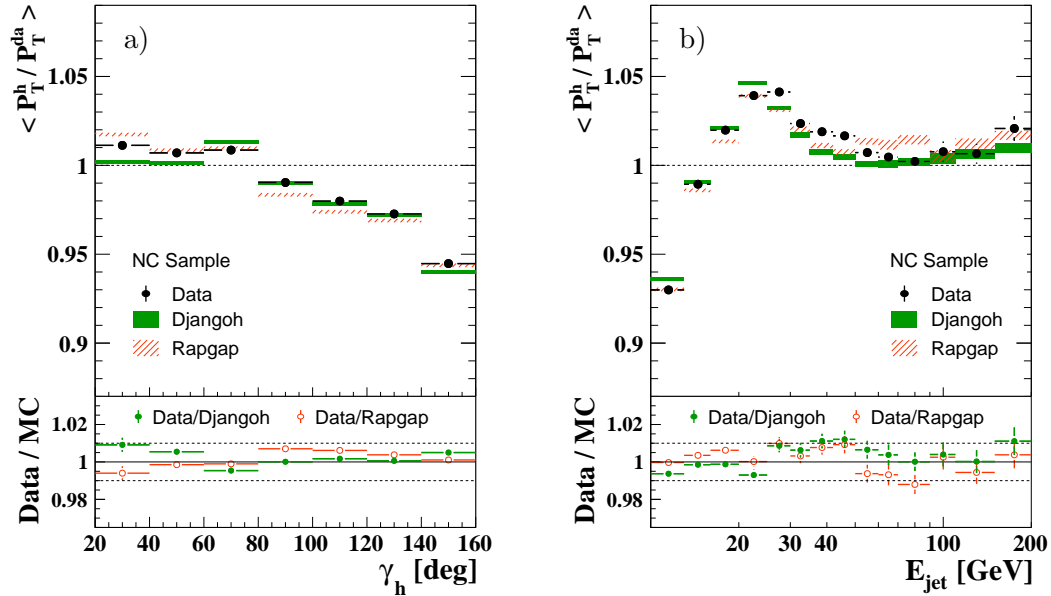 a)
< P_T^h / P_T^da >
1.05
1
0.95
0.9
NC Sample
Data
Djangoh
Rapgap
Data / MC
1.02
1
0.98
Data/Djangoh
Data/Rapgap
20 40 60 80 100 120 140 160
γ_h [deg]
b)
< P_T^h / P_T^da >
1.05
1
0.95
0.9
NC Sample
Data
Djangoh
Rapgap
Data / MC
1.02
1
0.98
Data/Djangoh
Data/Rapgap
20 30 40 100 200
E_jet [GeV]